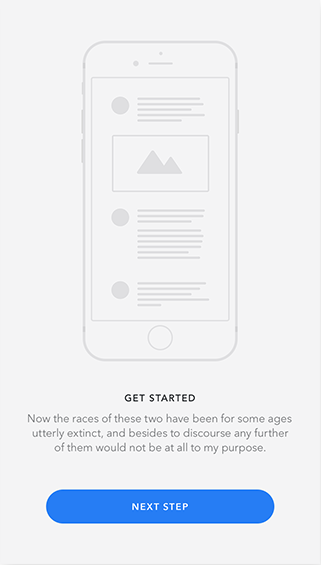 GET STARTED
Now the races of these two have been for some ages
utterly extinct, and besides to discourse any further
of them would not be at all to my purpose.
NEXT STEP